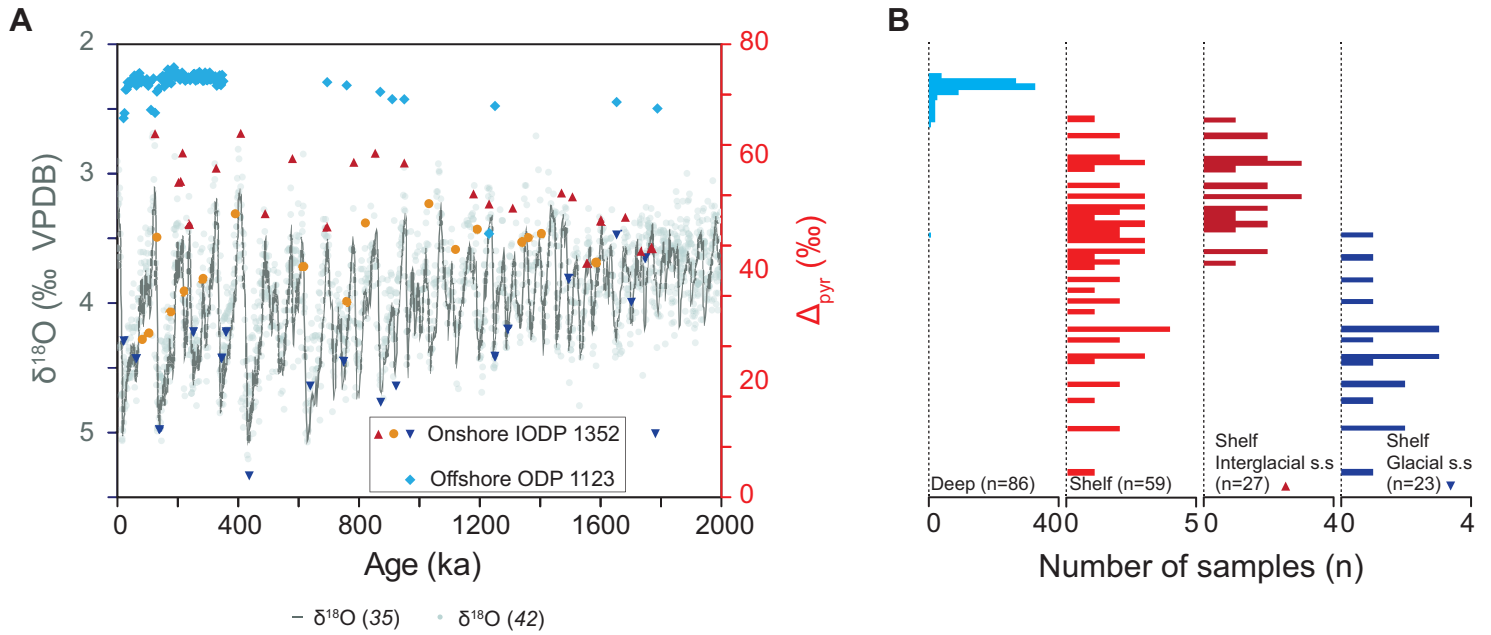 A
B
2
3
4
5
δ18O (‰ VPDB)
80
60
40
20
0
Δpyr (‰)
Onshore IODP 1352
Offshore ODP 1123
0
400
800
1200
1600
2000
Age (ka)
δ18O (35)
δ18O (42)
Deep (n=86)
Shelf (n=59)
Shelf
Interglacial s.s
(n=27)
Shelf
Glacial s.s
(n=23)
0
40
0
5
0
4
0
4
Number of samples (n)